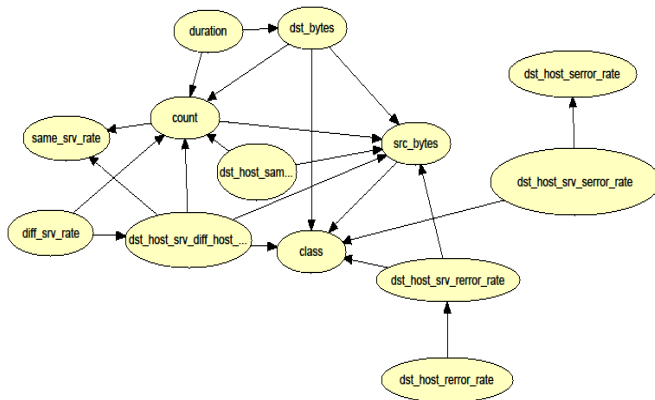 duration
dst_bytes
dst_host_serror_rate
count
same_srv_rate
src_bytes
dst_host_sam...
dst_host_srv_serror_rate
diff_srv_rate
dst_host_srv_diff_host_...
class
dst_host_srv_rerror_rate
dst_host_rerror_rate